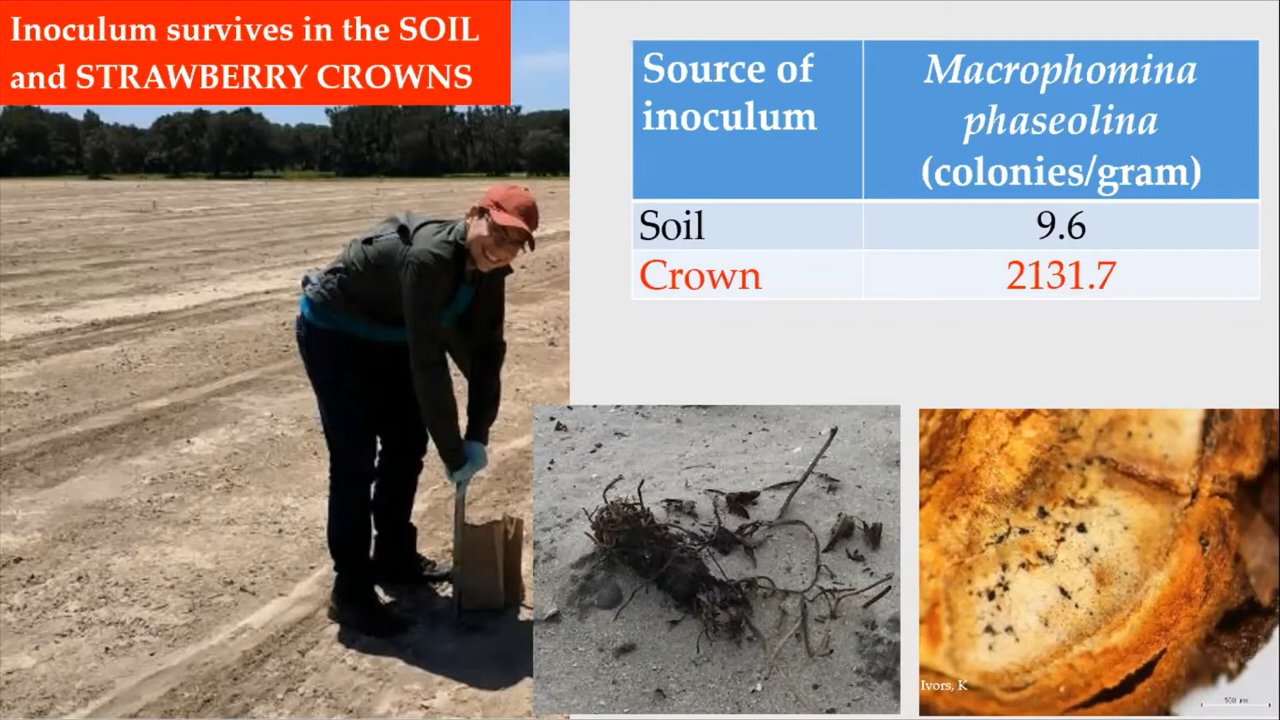 Inoculum survives in the SOIL
and STRAWBERRY CROWNS
Source of
inoculum
Macrophomina
phaseolina
(colonies/gram)
Soil
9.6
Crown
2131.7
Ivors, K